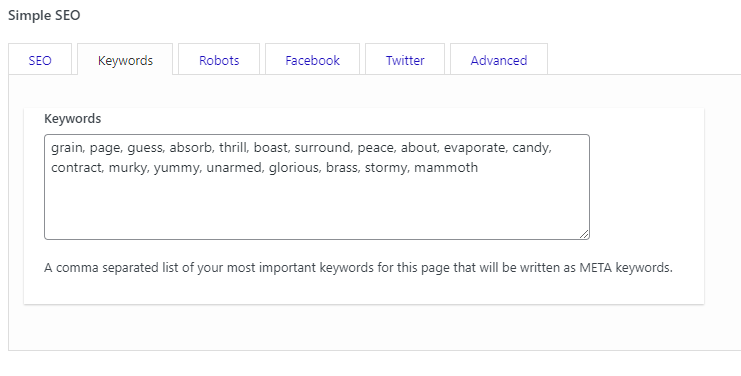 Simple SEO
SEO Keywords Robots Facebook Twitter Advanced
Keywords
grain, page, guess, absorb, thrill, boast, surround, peace, about, evaporate, candy,
contract, murky, yummy, unarmed, glorious, brass, stormy, mammoth
A comma separated list of your most important keywords for this page that will be written as META keywords.